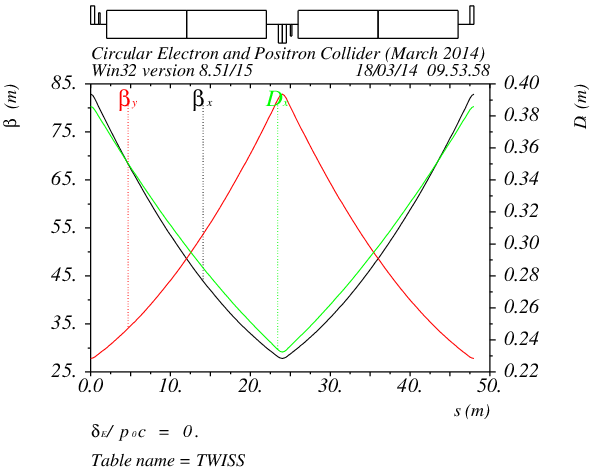 Circular Electron and Positron Collider (March 2014)
Win32 version 8.51/15 18/03/14 09.53.58
β (m)
D (m)
85. 0.40
βy βx D
0.38
75.
0.36
0.34
65.
0.32
55.
0.30
45. 0.28
0.26
35.
0.24
25. 0.22
0.0 10. 20. 30. 40. 50.
s (m)
δE/ p0c = 0.
Table name = TWISS